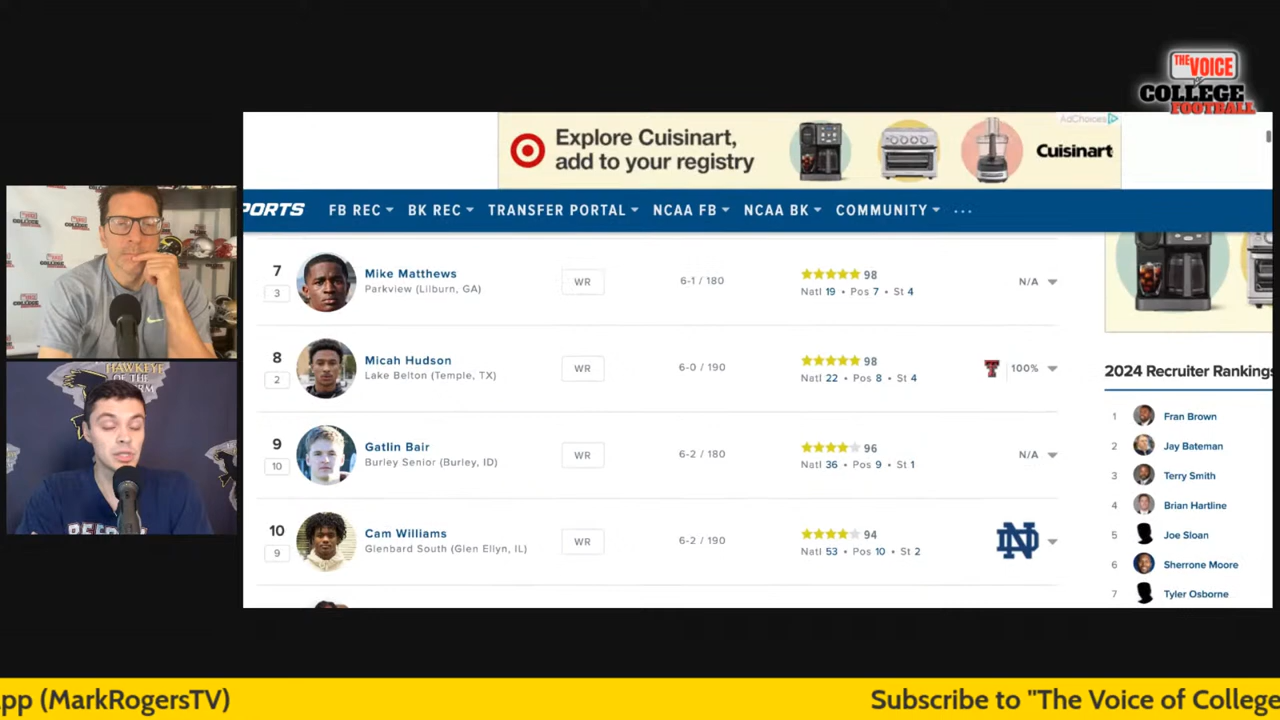 THE VOICE
OF
COLLEGE
FOOTBALL
AdChoices
Explore Cuisinart,
add to your registry
Cuisinart
PORTS
FB REC
BK REC
TRANSFER PORTAL
NCAA FB
NCAA BK
COMMUNITY
7
3
Mike Matthews
Parkview (Lilburn, GA)
WR
6-1 / 180
98
Natl 19 • Pos 7 • St 4
N/A
8
2
Micah Hudson
Lake Belton (Temple, TX)
WR
6-0 / 190
98
Natl 22 • Pos 8 • St 4
100%
9
10
Gatlin Bair
Burley Senior (Burley, ID)
WR
6-2 / 180
96
Natl 36 • Pos 9 • St 1
N/A
10
9
Cam Williams
Glenbard South (Glen Ellyn, IL)
WR
6-2 / 190
94
Natl 53 • Pos 10 • St 2
ND
2024 Recruiter Rankings
1 Fran Brown
2 Jay Bateman
3 Terry Smith
4 Brian Hartline
5 Joe Sloan
6 Sherrone Moore
7 Tyler Osborne
HAWKEYE
OF THE
pp (MarkRogersTV)
Subscribe to "The Voice of College